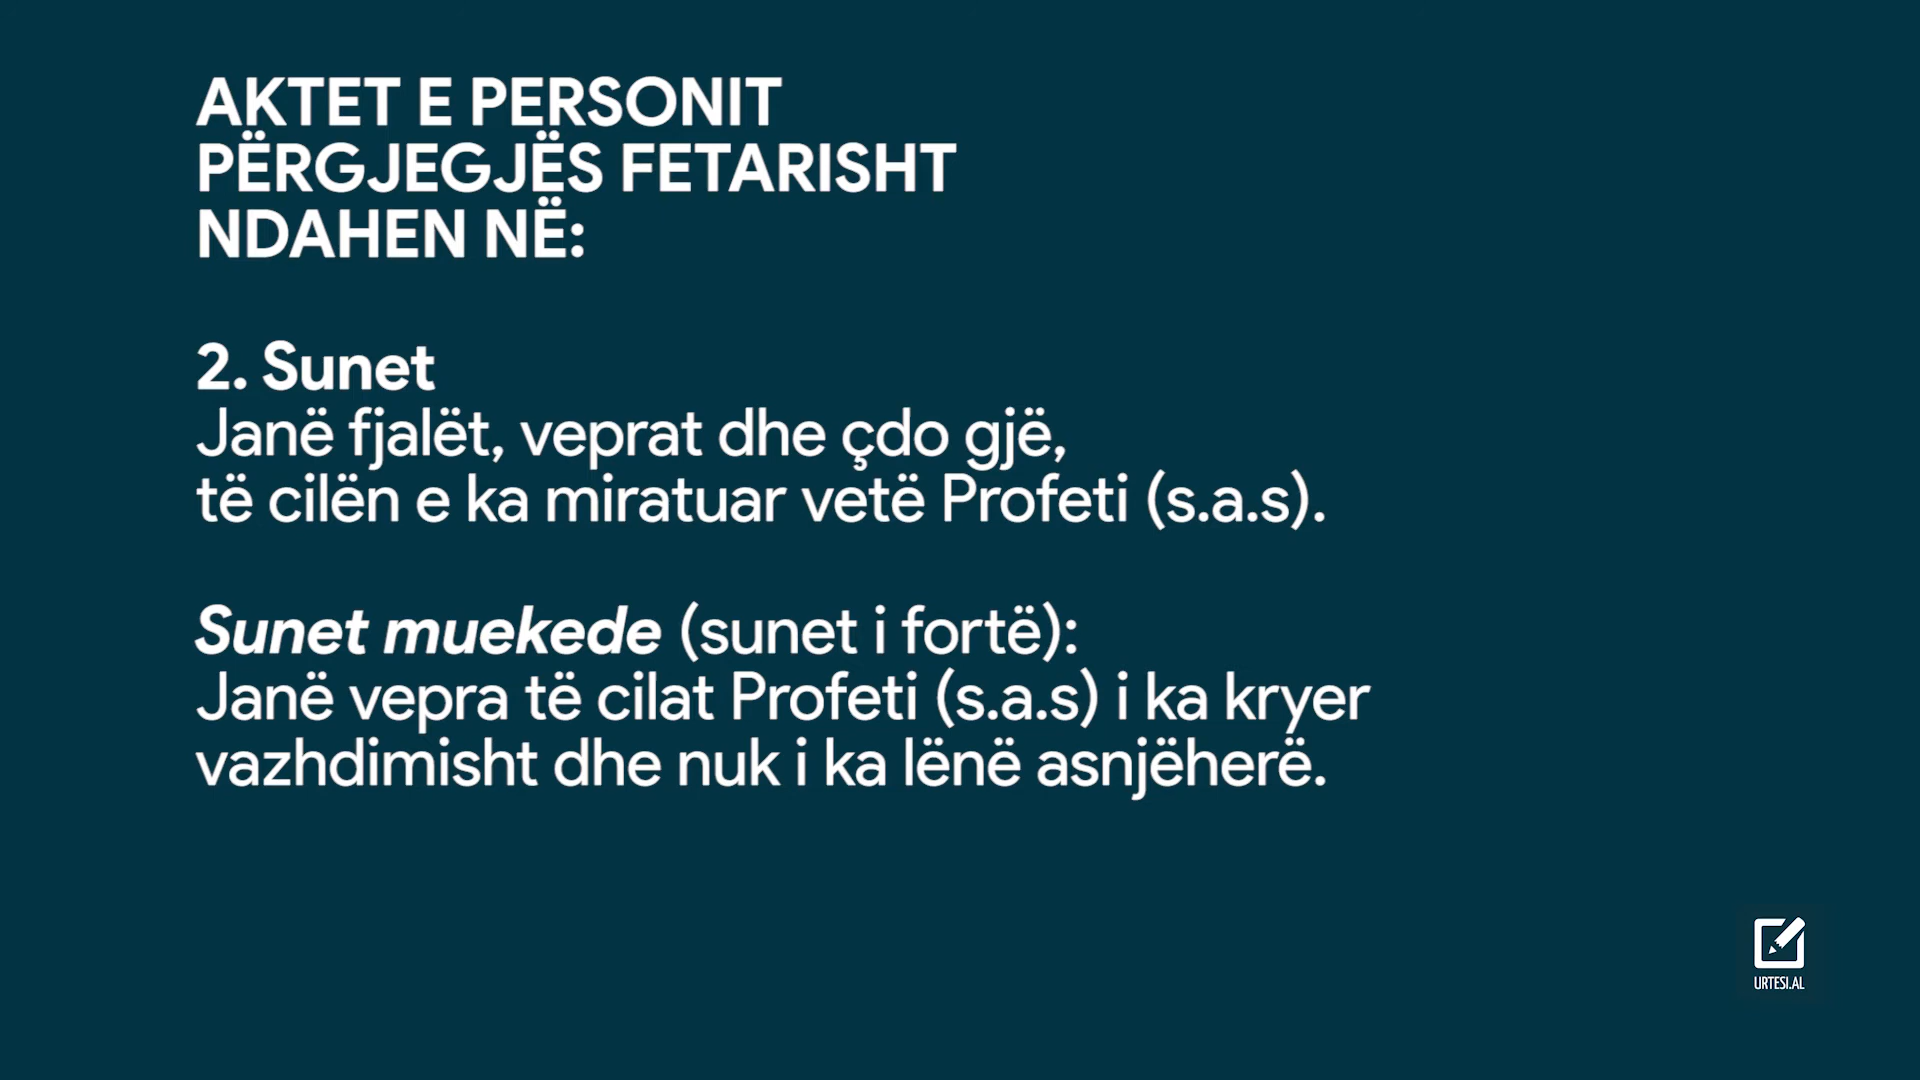 AKTET E PERSONIT
PËRGJEGJËS FETARISHT
NDAHEN NË:
2. Sunet
Janë fjalët, veprat dhe çdo gjë,
të cilën e ka miratuar vetë Profeti (s.a.s).
Sunet muekede (sunet i fortë):
Janë vepra të cilat Profeti (s.a.s) i ka kryer
vazhdimisht dhe nuk i ka lënë asnjëherë.
URTESI.AL